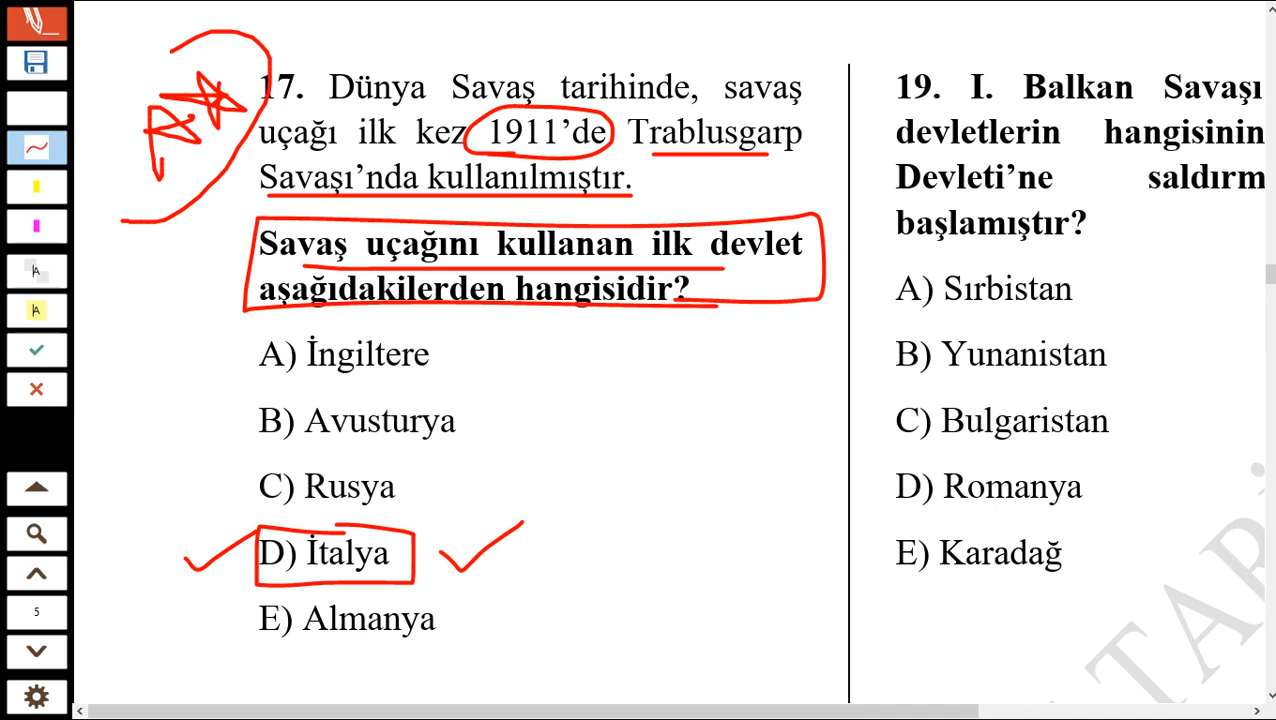 17. Dünya Savaş tarihinde, savaş
uçağı ilk kez 1911’de Trablusgarp
Savaşı’nda kullanılmıştır.
Savaş uçağını kullanan ilk devlet
aşağıdakilerden hangisidir?
A) İngiltere
B) Avusturya
C) Rusya
D) İtalya
E) Almanya
19. I. Balkan Savaşı
devletlerin hangisinin
Devleti’ne saldırm
başlamıştır?
A) Sırbistan
B) Yunanistan
C) Bulgaristan
D) Romanya
E) Karadağ
A
A
5